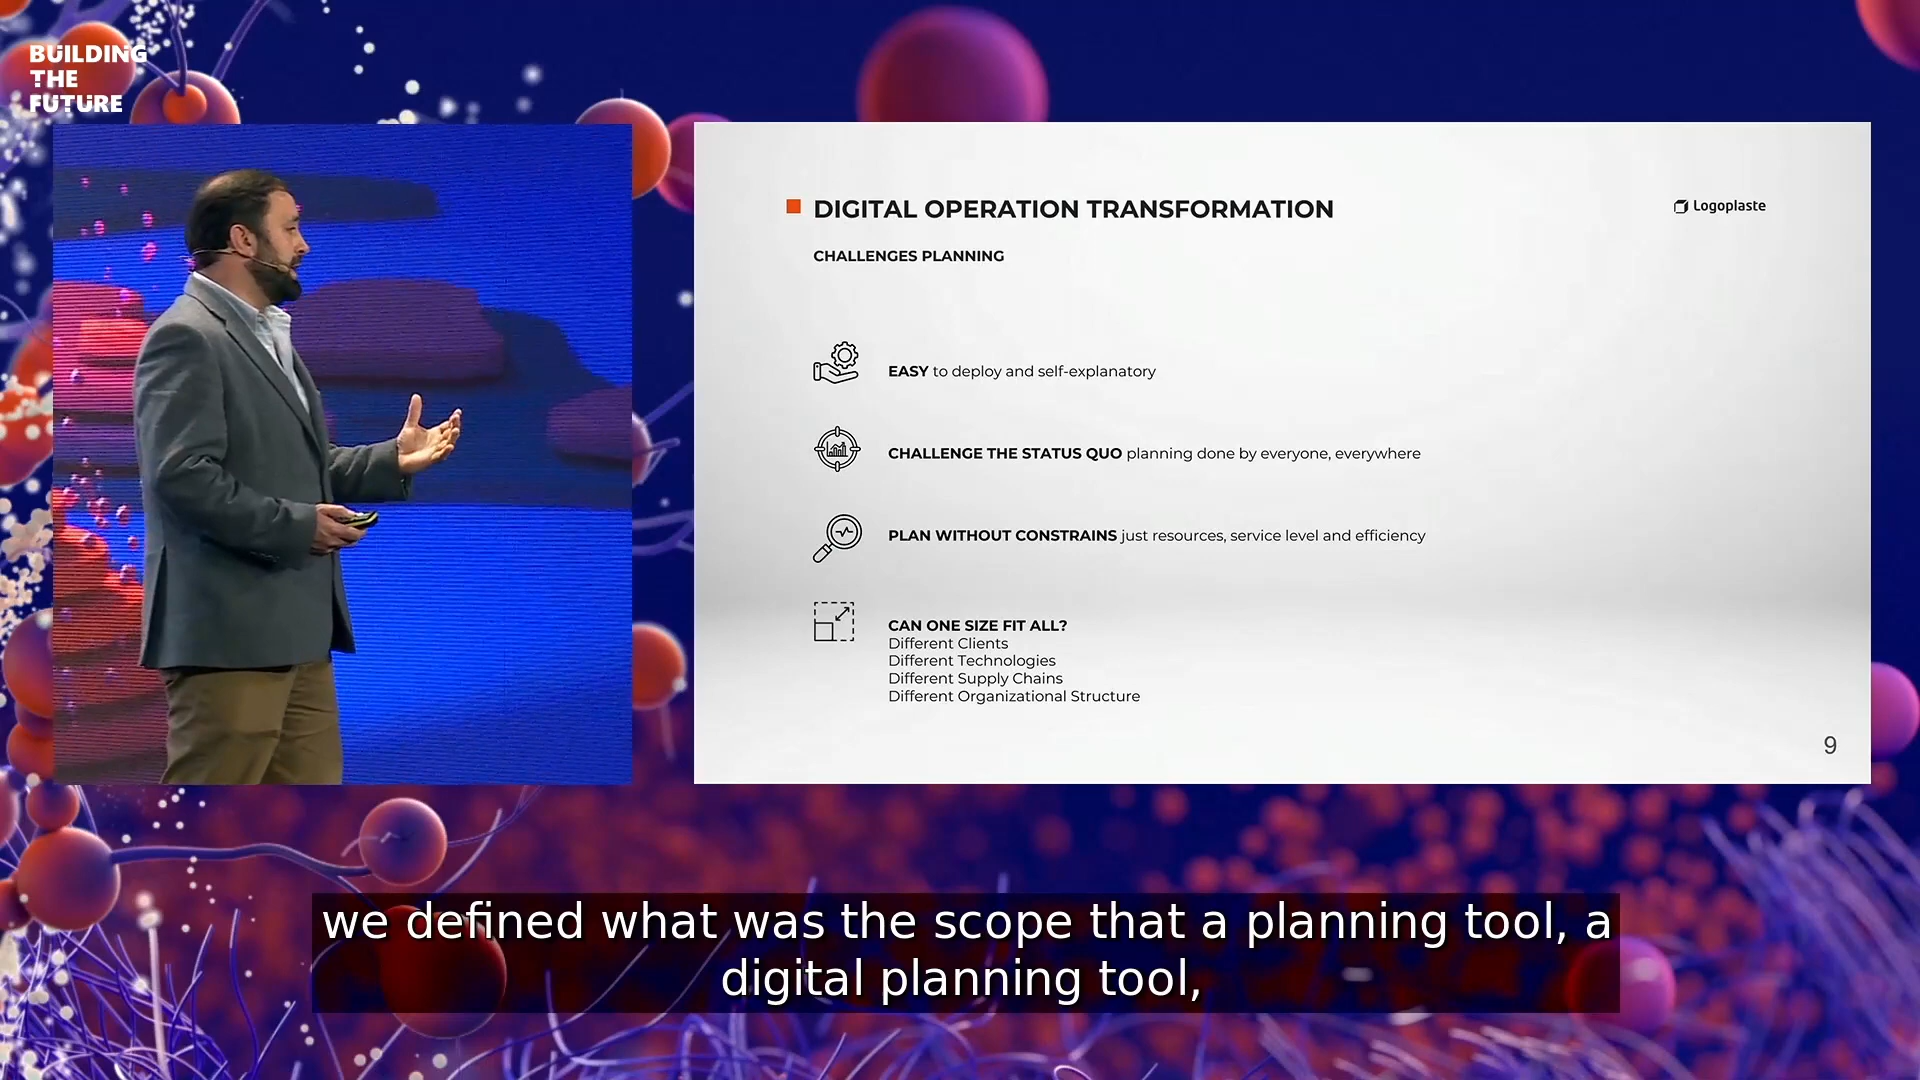 BUILDING
THE
FUTURE
DIGITAL OPERATION TRANSFORMATION
Logoplaste
CHALLENGES PLANNING
EASY to deploy and self-explanatory
CHALLENGE THE STATUS QUO planning done by everyone, everywhere
PLAN WITHOUT CONSTRAINS just resources, service level and efficiency
CAN ONE SIZE FIT ALL?
Different Clients
Different Technologies
Different Supply Chains
Different Organizational Structure
9
we defined what was the scope that a planning tool, a
digital planning tool,